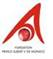 FONDATION
PRINCE ALBERT II DE MONACO